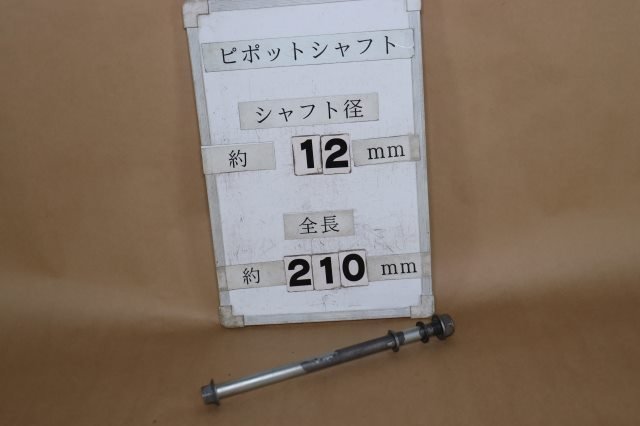 ピボットシャフト
シャフト径
約 12 mm
全長
約 210 mm